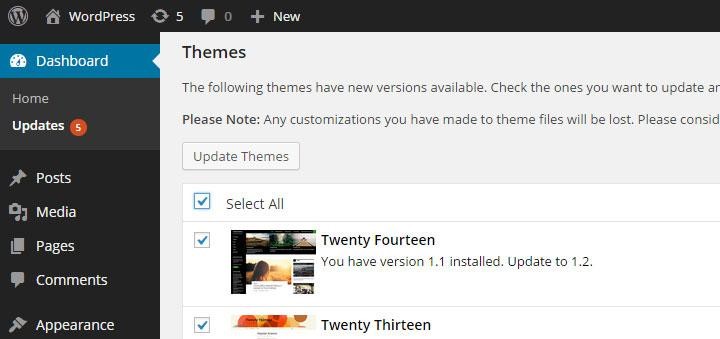 WordPress 5 0 + New
Dashboard
Home
Updates 5
Posts
Media
Pages
Comments
Appearance
Themes
The following themes have new versions available. Check the ones you want to update an
Please Note: Any customizations you have made to theme files will be lost. Please consid
Update Themes
Select All
Twenty Fourteen
You have version 1.1 installed. Update to 1.2.
Twenty Thirteen